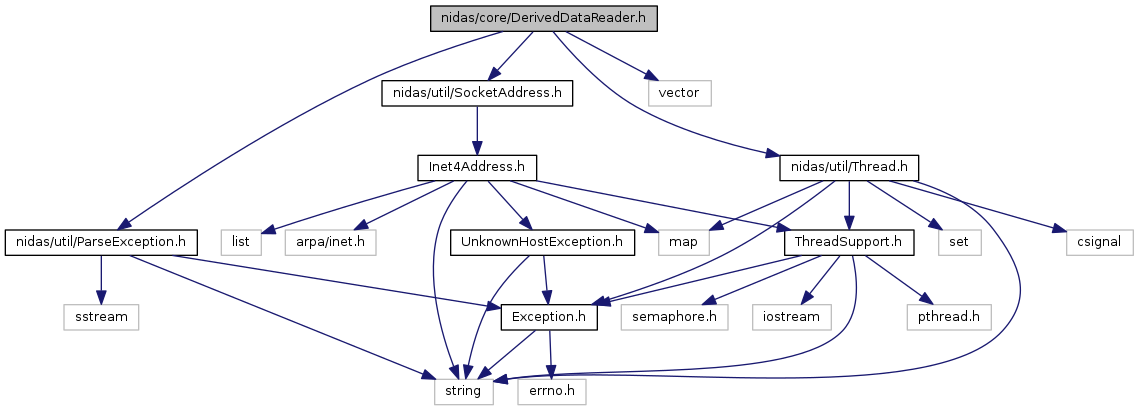 nidas/core/DerivedDataReader.h
nidas/util/SocketAddress.h
vector
Inet4Address.h
nidas/util/Thread.h
nidas/util/ParseException.h
list
arpa/inet.h
UnknownHostException.h
map
ThreadSupport.h
set
csignal
sstream
Exception.h
semaphore.h
iostream
pthread.h
string
errno.h